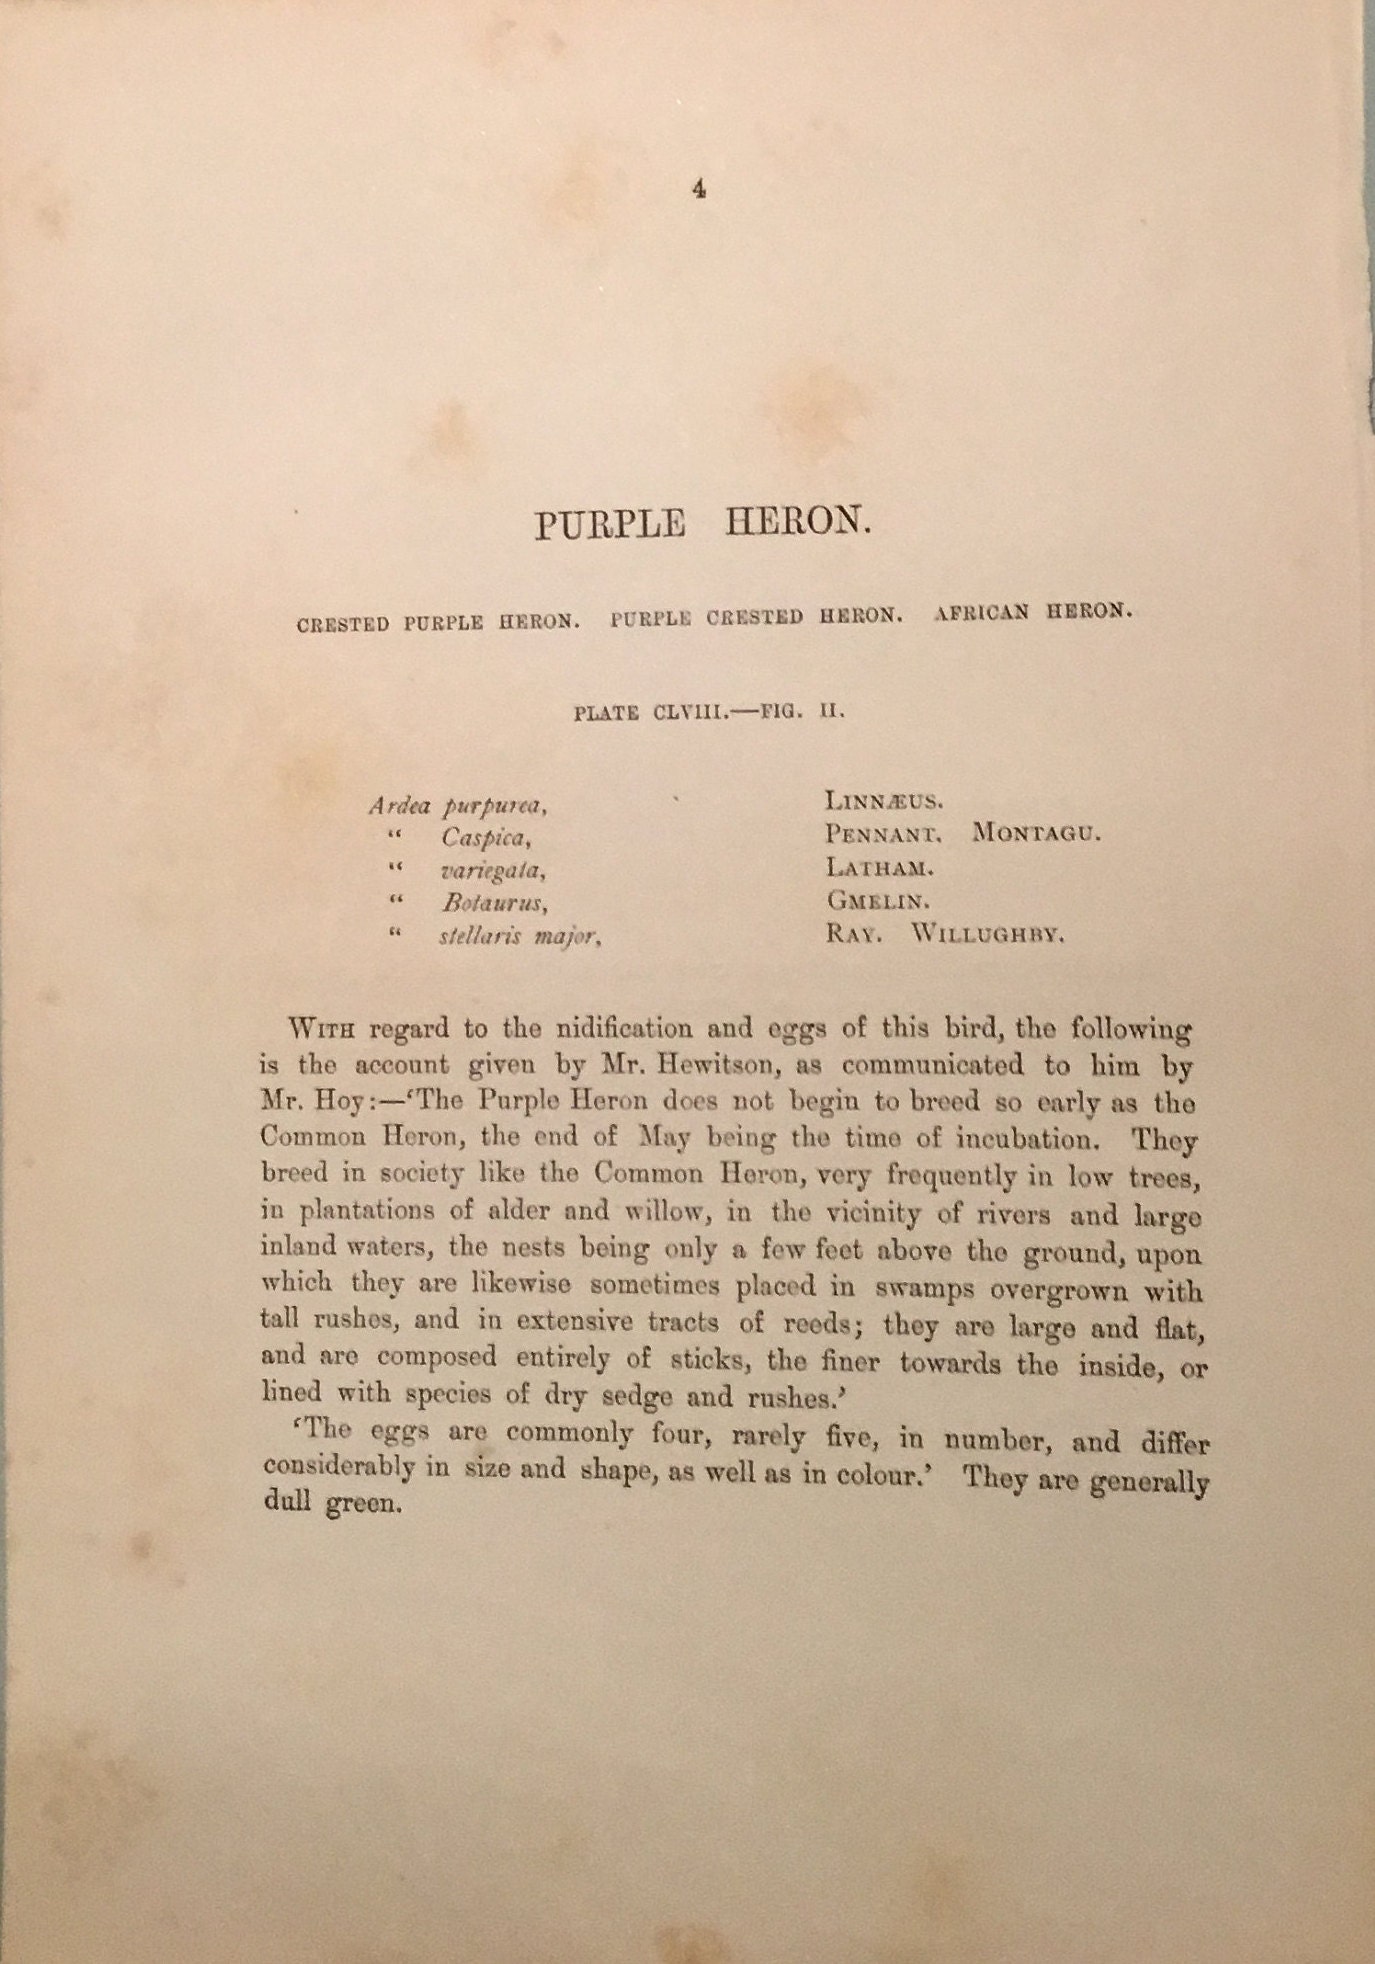 4
PURPLE HERON.
CRESTED PURPLE HERON. PURPLE CRESTED HERON. AFRICAN HERON.
PLATE CLVIII.—FIG. II.
Ardea purpurea, LINNÆUS.
“ Caspica, PENNANT. MONTAGU.
“ variegata, LATHAM.
“ Botaurus, GMELIN.
“ stellaris major, RAY. WILLUGHBY.
WITH regard to the nidification and eggs of this bird, the following
is the account given by Mr. Hewitson, as communicated to him by
Mr. Hoy:—‘The Purple Heron does not begin to breed so early as the
Common Heron, the end of May being the time of incubation. They
breed in society like the Common Heron, very frequently in low trees,
in plantations of alder and willow, in the vicinity of rivers and large
inland waters, the nests being only a few feet above the ground, upon
which they are likewise sometimes placed in swamps overgrown with
tall rushes, and in extensive tracts of reeds; they are large and flat,
and are composed entirely of sticks, the finer towards the inside, or
lined with species of dry sedge and rushes.’
‘The eggs are commonly four, rarely five, in number, and differ
considerably in size and shape, as well as in colour.’ They are generally
dull green.